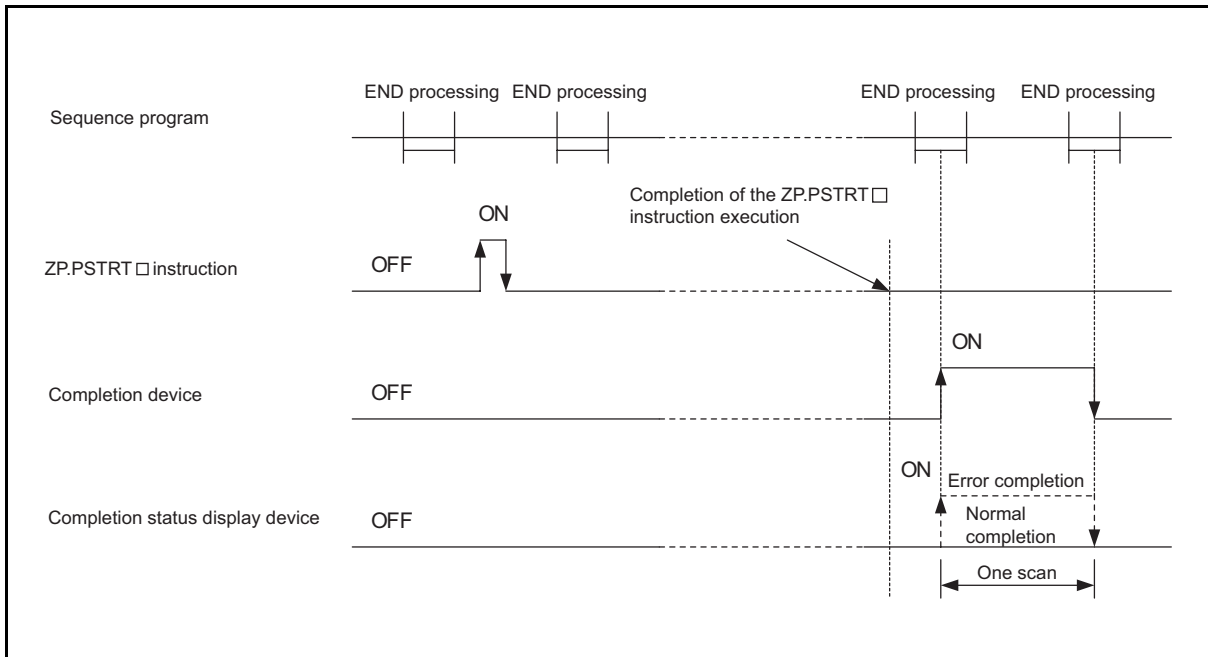 END processing END processing END processing END processing
Sequence program
Completion of the ZP.PSTRT □
instruction execution
ON
ZP.PSTRT □ instruction
OFF
ON
Completion device
OFF
ON
Error completion
Completion status display device
OFF
Normal
completion
One scan